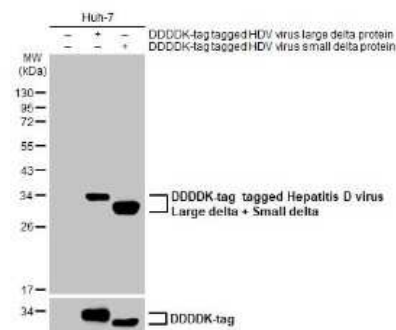 Huh-7
– + – DDDDK-tag tagged HDV virus large delta protein
– – + DDDDK-tag tagged HDV virus small delta protein
MW
(kDa)
130
95
72
55
43
34
26
17
DDDDK-tag tagged Hepatitis D virus
Large delta + Small delta
34
DDDDK-tag